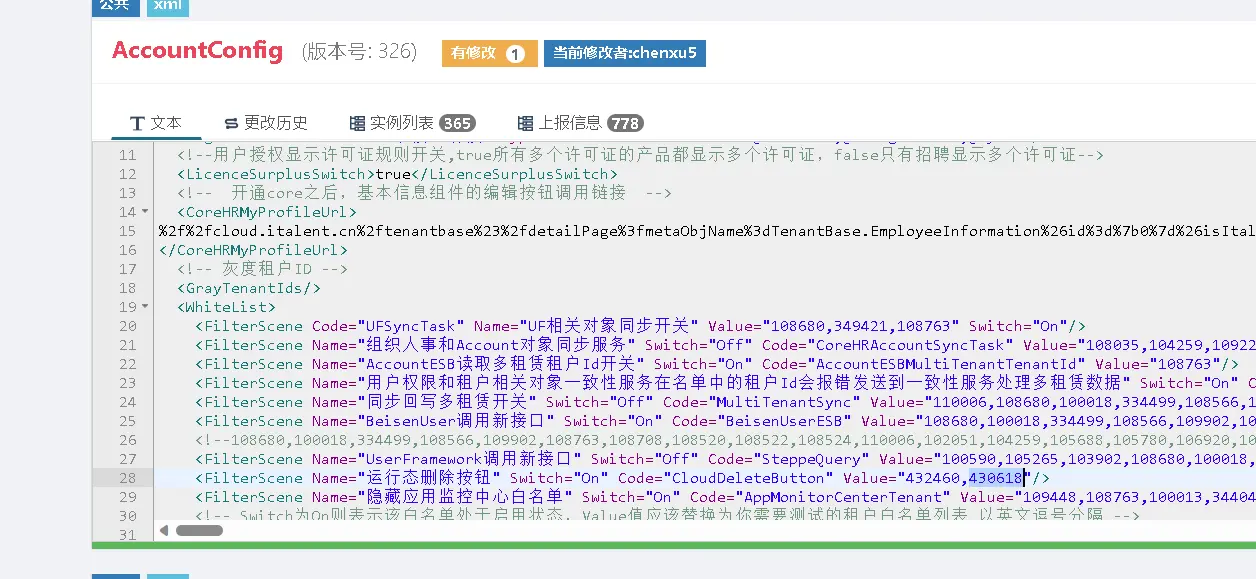 公共 xml
AccountConfig (版本号: 326) 有修改 1 当前修改者:chenxu5
文本 更改历史 实例列表 365 上报信息 778
11 <!--用户授权显示许可证规则开关,true所有多个许可证的产品都显示多个许可证，false只有招聘显示多个许可证-->
12 <LicenceSurplusSwitch>true</LicenceSurplusSwitch>
13 <!-- 开通core之后，基本信息组件的编辑按钮调用链接 -->
14 <CoreHRMyProfileUrl>
15 %2f%2fcloud.italent.cn%2ftenantbase%23%2fdetailPage%3fmetaObjName%3dTenantBase.EmployeeInformation%26id%3d%7b0%7d%26isItal
16 </CoreHRMyProfileUrl>
17 <!-- 灰度租户ID -->
18 <GrayTenantIds/>
19 <WhiteList>
20 <FilterScene Code="UFSyncTask" Name="UF相关对象同步开关" Value="108680,349421,108763" Switch="On"/>
21 <FilterScene Name="组织人事和Account对象同步服务" Switch="Off" Code="CoreHRAccountSyncTask" Value="108035,104259,10922
22 <FilterScene Name="AccountESB读取多租赁租户Id开关" Switch="On" Code="AccountESBMultiTenantTenantId" Value="108763"/>
23 <FilterScene Name="用户权限和租户相关对象一致性服务在名单中的租户Id会报错发送到一致性服务处理多租赁数据" Switch="On" C
24 <FilterScene Name="同步回写多租赁开关" Switch="Off" Code="MultiTenantSync" Value="110006,108680,100018,334499,108566,1
25 <FilterScene Name="BeisenUser调用新接口" Switch="On" Code="BeisenUserESB" Value="108680,100018,334499,108566,109902,10
26 <!--108680,100018,334499,108566,109902,108763,108708,108520,108522,108524,110006,102051,104259,105688,105780,106920,10
27 <FilterScene Name="UserFramework调用新接口" Switch="Off" Code="SteppeQuery" Value="100590,105265,103902,108680,100018,
28 <FilterScene Name="运行态删除按钮" Switch="On" Code="CloudDeleteButton" Value="432460,430618"/>
29 <FilterScene Name="隐藏应用监控中心白名单" Switch="On" Code="AppMonitorCenterTenant" Value="109448,108763,100013,34404
30 <!-- Switch为On则表示该白名单处于启用状态，Value值应该替换为你需要测试的租户白名单列表 以英文逗号分隔 -->
31